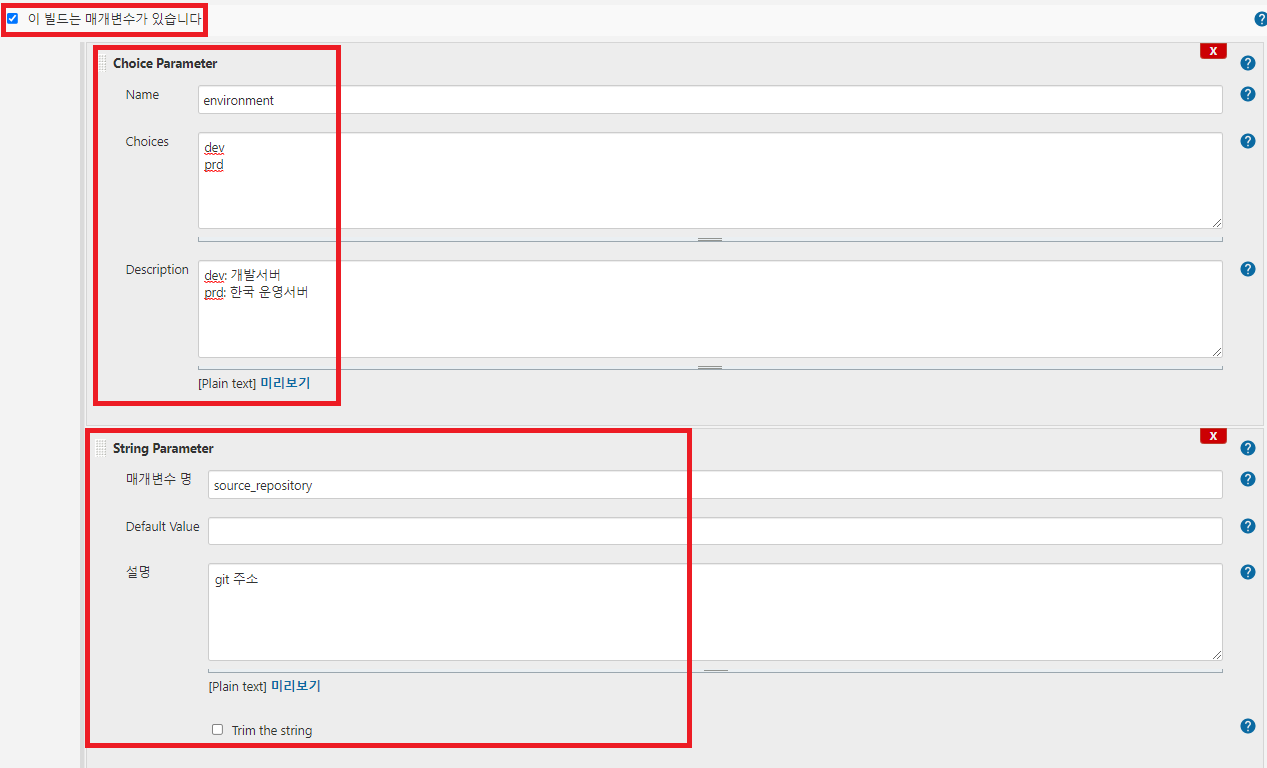 이 빌드는 매개변수가 있습니다
Choice Parameter
X
Name
environment
Choices
dev
prd
Description
dev: 개발서버
prd: 한국 운영서버
[Plain text] 미리보기
String Parameter
X
매개변수 명
source_repository
Default Value
설명
git 주소
[Plain text] 미리보기
Trim the string